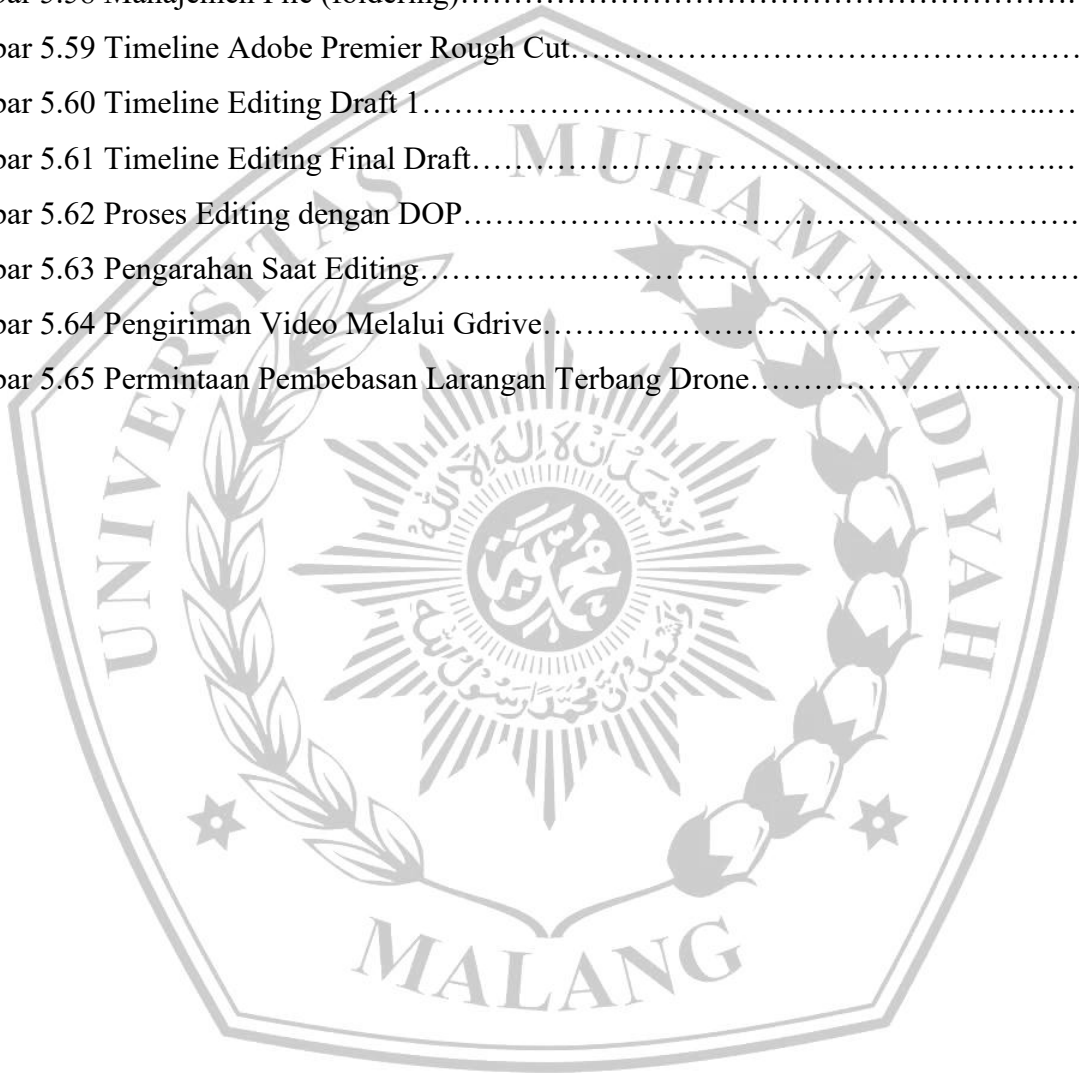 bar 5.58 Manajemen File (foldering)……………………………………………….
bar 5.59 Timeline Adobe Premier Rough Cut…………………………………………….
bar 5.60 Timeline Editing Draft 1……………………………………………………..….
bar 5.61 Timeline Editing Final Draft………………………………………………….….
bar 5.62 Proses Editing dengan DOP…………………………………………………….
bar 5.63 Pengarahan Saat Editing……………………………………………………….
bar 5.64 Pengiriman Video Melalui Gdrive…………………………………………...….
bar 5.65 Permintaan Pembebasan Larangan Terbang Drone…………………...………
UNIVERSITAS MUHAMMADIYAH
MALANG